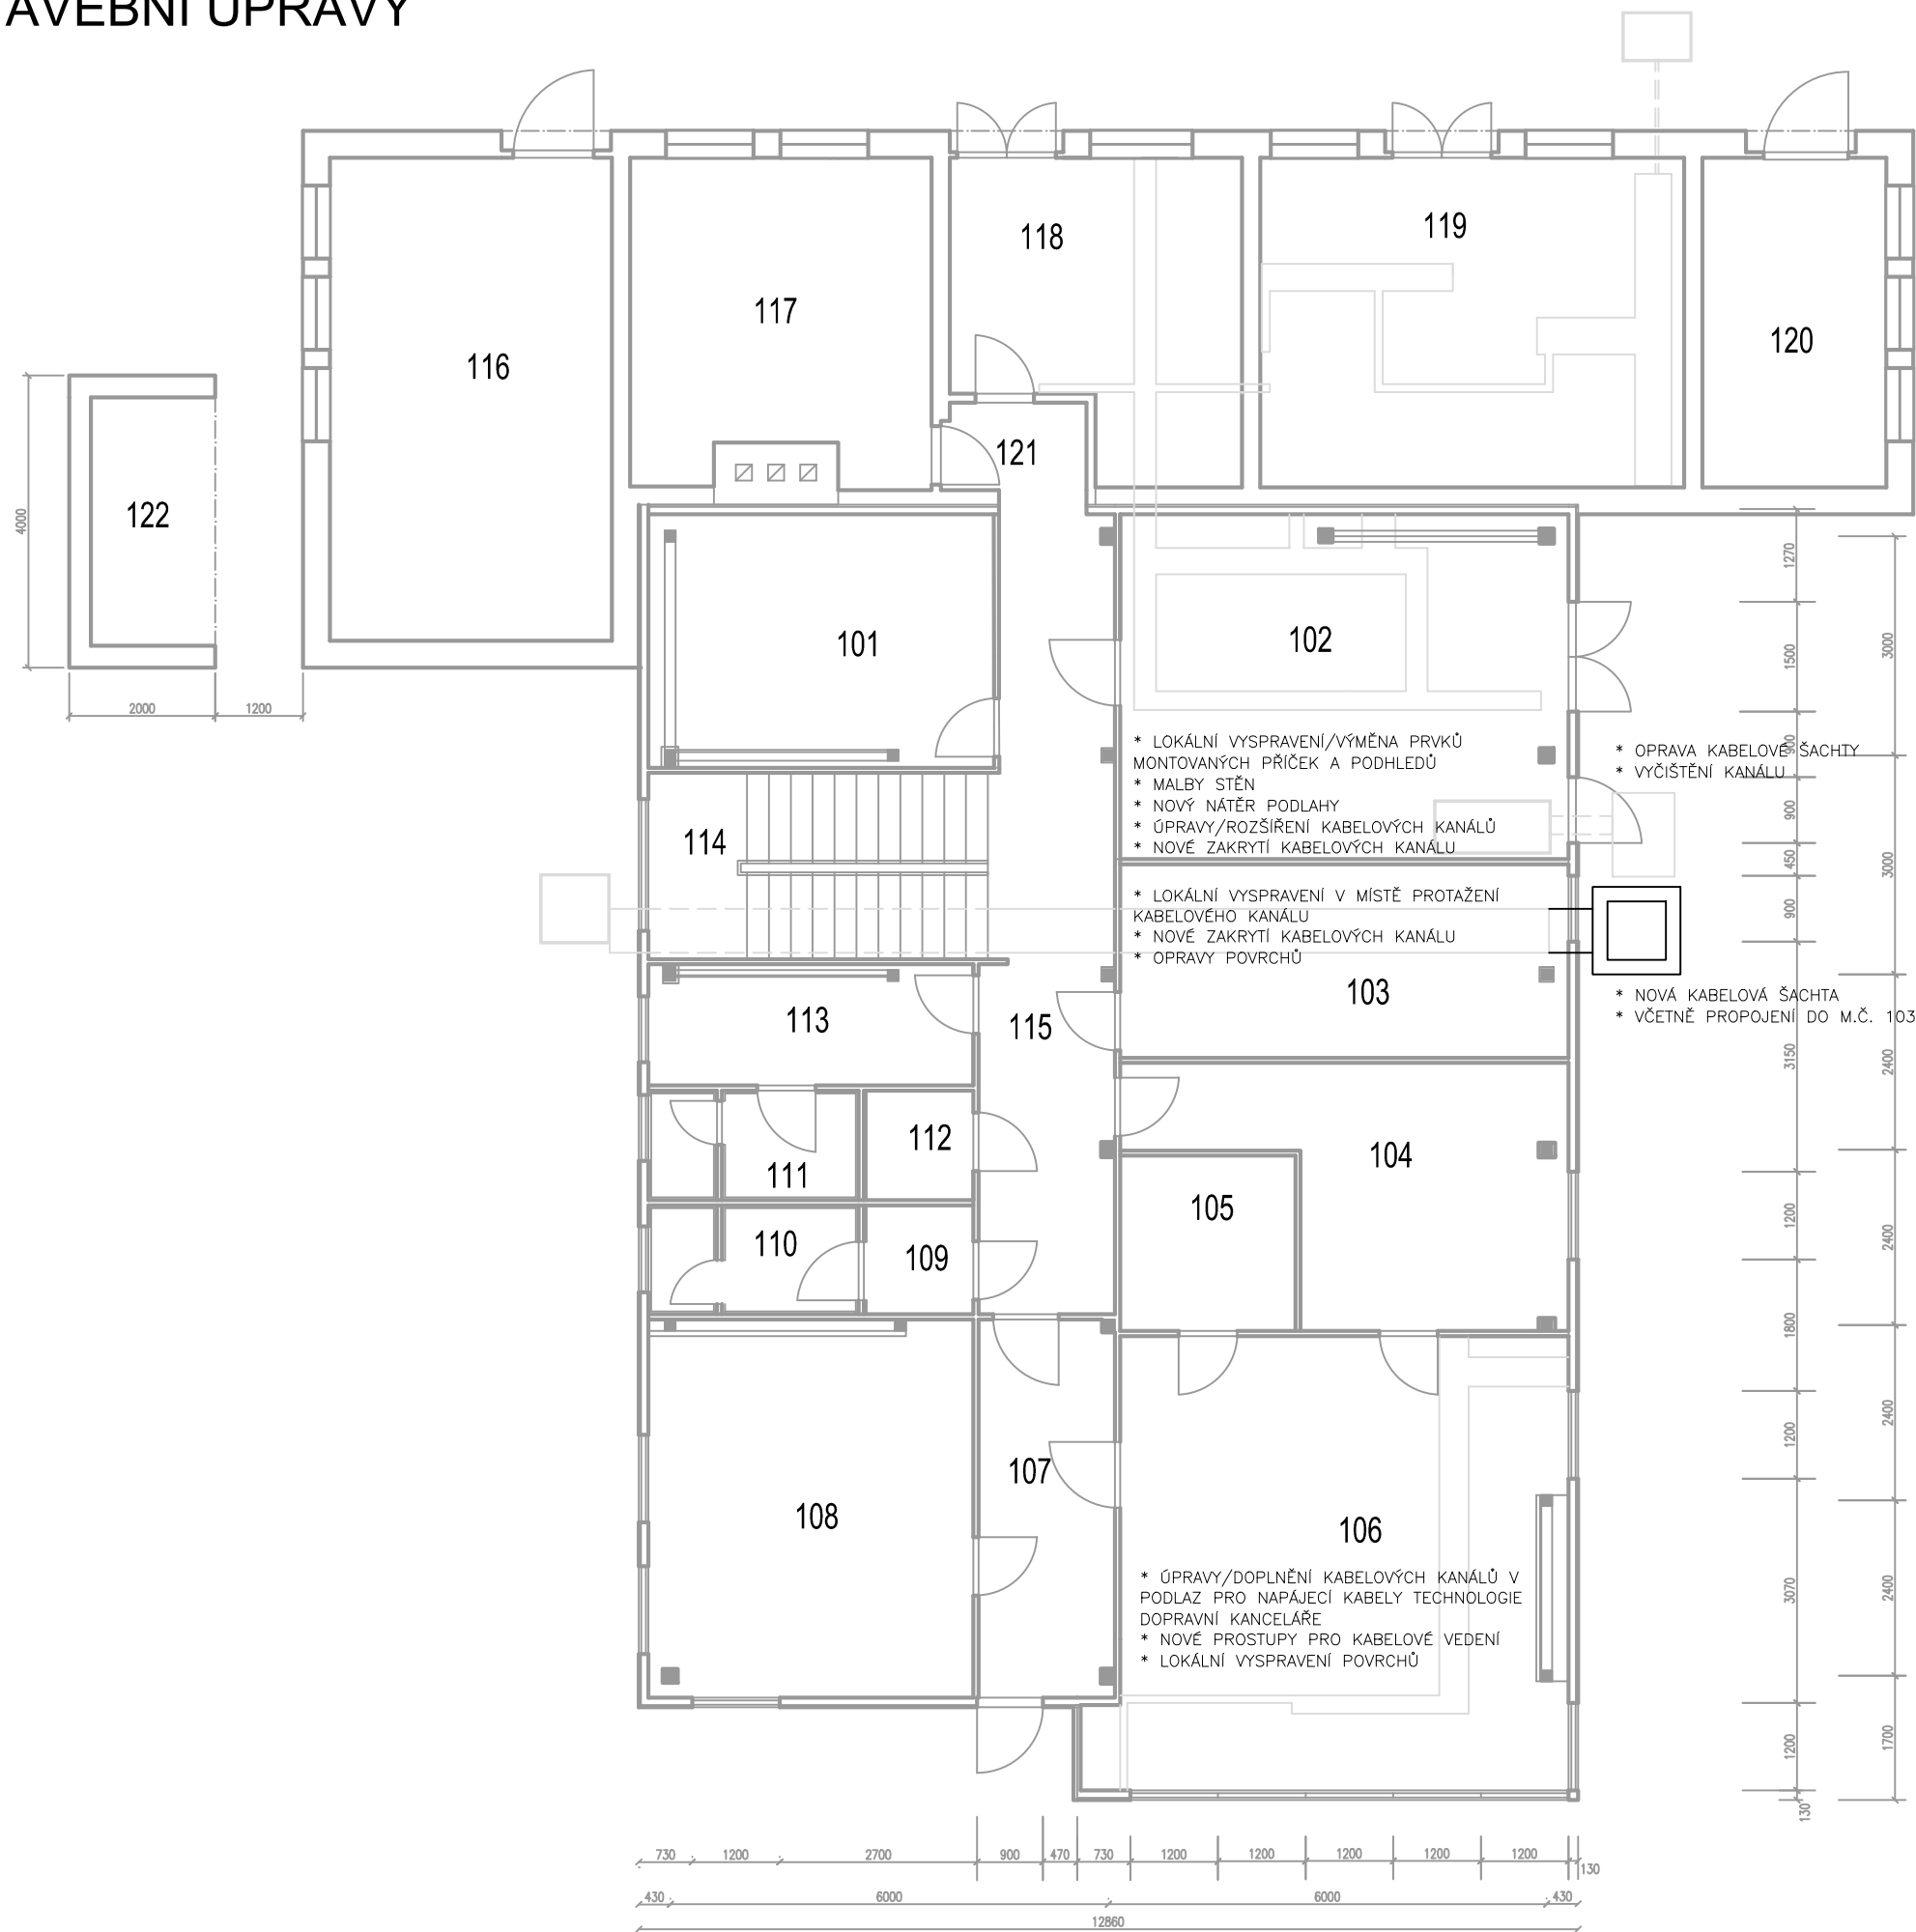 AVEBNÍ ÚPRAVY
118
119
117
120
116
121
122
4000
101
102
2000
1200
1270
1500
3000
* LOKÁLNÍ VYSPRAVENÍ/VÝMĚNA PRVKŮ
MONTOVANÝCH PŘÍČEK A PODHLEDŮ
* MALBY STĚN
* NOVÝ NÁTĚR PODLAHY
* ÚPRAVY/ROZŠÍŘENÍ KABELOVÝCH KANÁLŮ
* NOVÉ ZAKRYTÍ KABELOVÝCH KANÁLU
* OPRAVA KABELOVÉ ŠACHTY
* VYČIŠTĚNÍ KANÁLU
900
900
450
3000
900
114
* LOKÁLNÍ VYSPRAVENÍ V MÍSTĚ PROTAŽENÍ
KABELOVÉHO KANÁLU
* NOVÉ ZAKRYTÍ KABELOVÝCH KANÁLU
* OPRAVY POVRCHŮ
103
* NOVÁ KABELOVÁ ŠACHTA
* VČETNĚ PROPOJENÍ DO M.Č. 103
113
115
3150
2400
112
111
104
105
110
109
1200
2400
1800
1200
2400
107
108
106
* ÚPRAVY/DOPLNĚNÍ KABELOVÝCH KANÁLŮ V
PODLAZ PRO NAPÁJECÍ KABELY TECHNOLOGIE
DOPRAVNÍ KANCELÁŘE
* NOVÉ PROSTUPY PRO KABELOVÉ VEDENÍ
* LOKÁLNÍ VYSPRAVENÍ POVRCHŮ
3070
2400
1200
1700
130
730 1200 2700 900 470 730 1200 1200 1200 1200 1200 130
430 6000 6000 430
12860